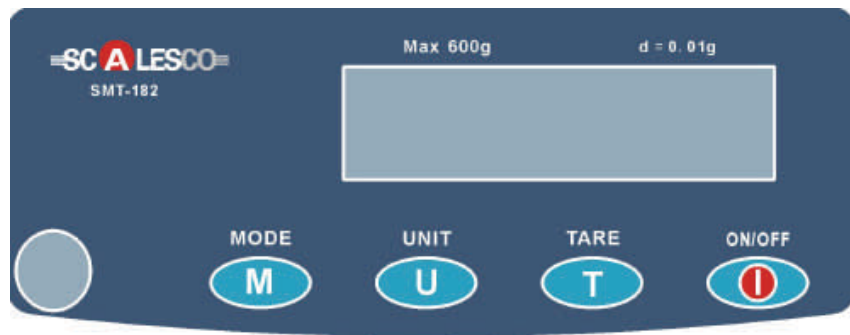 SCALESCO
SMT-182
Max 600g d = 0.01g
MODE UNIT TARE ON/OFF
M U T I